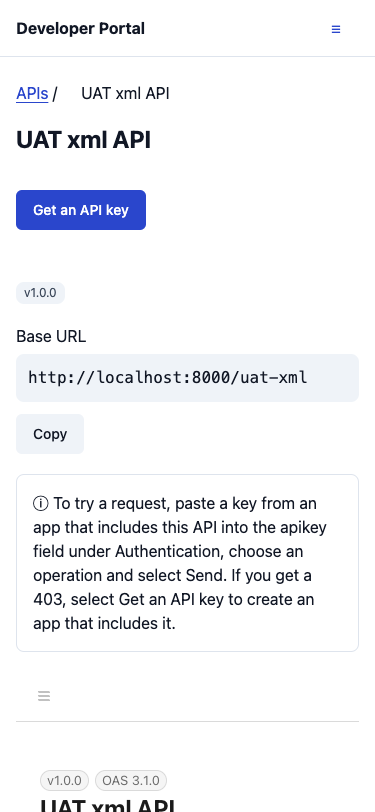 Developer Portal
≡
APIs / UAT xml API
UAT xml API
Get an API key
v1.0.0
Base URL
http://localhost:8000/uat-xml
Copy
ⓘ To try a request, paste a key from an
app that includes this API into the apikey
field under Authentication, choose an
operation and select Send. If you get a
403, select Get an API key to create an
app that includes it.
v1.0.0 OAS 3.1.0
UAT xml API